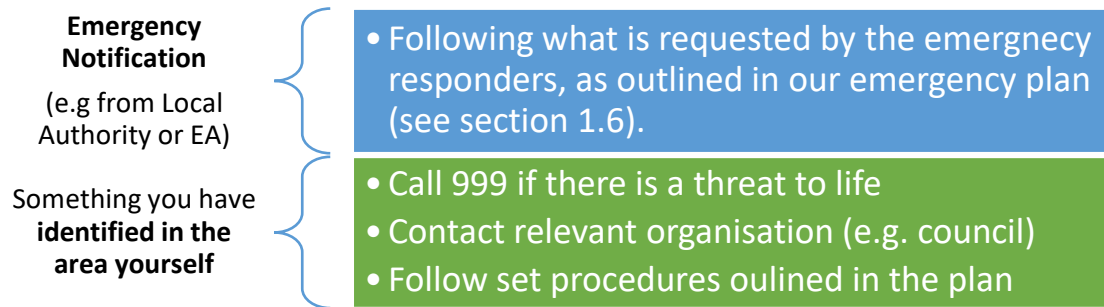 Emergency
Notification
(e.g from Local
Authority or EA)
• Following what is requested by the emergnecy
responders, as outlined in our emergency plan
(see section 1.6).
Something you have
identified in the
area yourself
• Call 999 if there is a threat to life
• Contact relevant organisation (e.g. council)
• Follow set procedures oulined in the plan